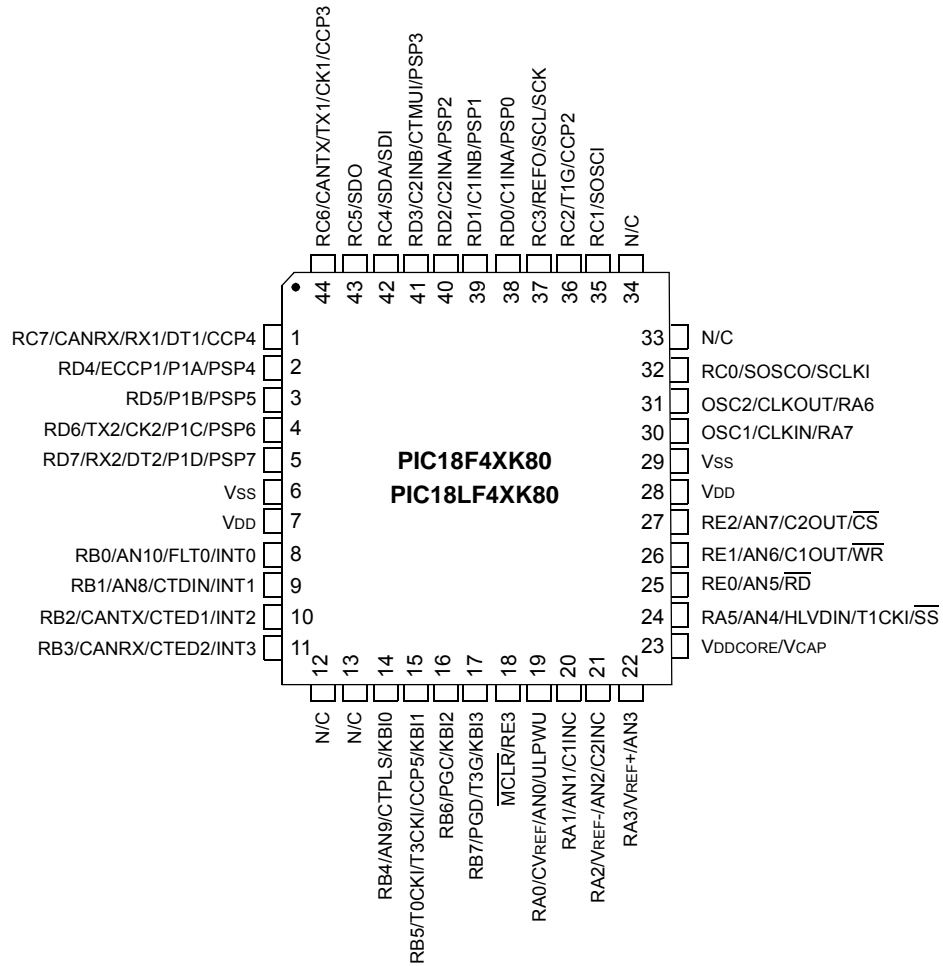 RC6/CANTX/TX1/CK1/CCP3
RC5/SDO
RC4/SDA/SDI
RD3/C2INB/CTMUI/PSP3
RD2/C2INA/PSP2
RD1/C1INB/PSP1
RD0/C1INA/PSP0
RC3/REFO/SCL/SCK
RC2/T1G/CCP2
RC1/SOSCI
N/C
44
43
42
41
40
39
38
37
36
35
34
RC7/CANRX/RX1/DT1/CCP4 1
RD4/ECCP1/P1A/PSP4 2
RD5/P1B/PSP5 3
RD6/TX2/CK2/P1C/PSP6 4
RD7/RX2/DT2/P1D/PSP7 5
VSS 6
VDD 7
RB0/AN10/FLT0/INT0 8
RB1/AN8/CTDIN/INT1 9
RB2/CANTX/CTED1/INT2 10
RB3/CANRX/CTED2/INT3 11
PIC18F4XK80
PIC18LF4XK80
33 N/C
32 RC0/SOSCO/SCLKI
31 OSC2/CLKOUT/RA6
30 OSC1/CLKIN/RA7
29 VSS
28 VDD
27 RE2/AN7/C2OUT/C̅S̅
26 RE1/AN6/C1OUT/W̅R̅
25 RE0/AN5/R̅D̅
24 RA5/AN4/HLVDIN/T1CKI/S̅S̅
23 VDDCORE/VCAP
12
13
14
15
16
17
18
19
20
21
22
N/C
N/C
RB4/AN9/CTPLS/KBI0
RB5/T0CKI/T3CKI/CCP5/KBI1
RB6/PGC/KBI2
RB7/PGD/T3G/KBI3
M̅C̅L̅R̅/RE3
RA0/CVREF/AN0/ULPWU
RA1/AN1/C1INC
RA2/VREF-/AN2/C2INC
RA3/VREF+/AN3